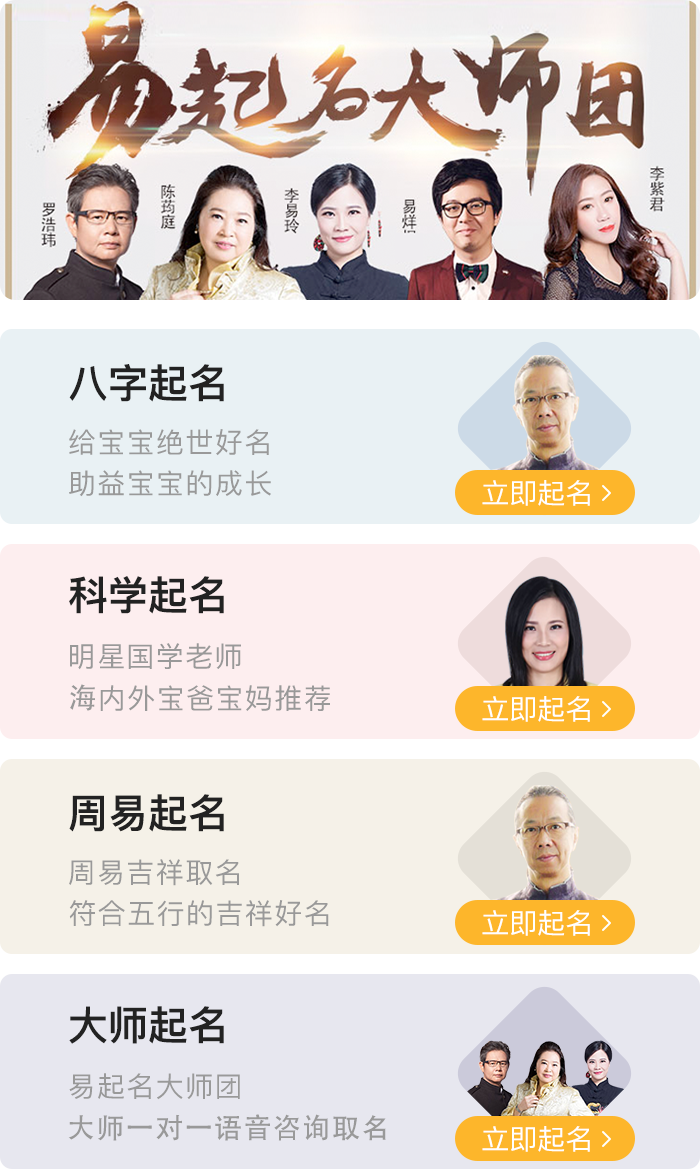 易起名大师团
罗浩玮
陈药庭
李易玲
李紫君
八字起名
给宝宝绝世好名
助益宝宝的成长
立即起名 >
科学起名
明星国学老师
海内外宝爸宝妈推荐
立即起名 >
周易起名
周易吉祥取名
符合五行的吉祥好名
立即起名 >
大师起名
易起名大师团
大师一对一语音咨询取名
立即起名 >